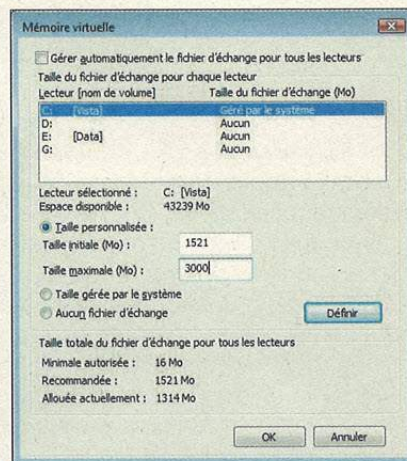 Mémoire virtuelle
Gérer automatiquement le fichier d'échange pour tous les lecteurs
Taille du fichier d'échange pour chaque lecteur
Lecteur [nom de volume] Taille du fichier d'échange (Mo)
C: [Vista] Géré par le système
D: Aucun
E: [Data] Aucun
G: Aucun
Lecteur sélectionné : C: [Vista]
Espace disponible : 43239 Mo
Taille personnalisée :
Taille initiale (Mo) : 1521
Taille maximale (Mo) : 3000
Taille gérée par le système
Aucun fichier d'échange Définir
Taille totale du fichier d'échange pour tous les lecteurs
Minimale autorisée : 16 Mo
Recommandée : 1521 Mo
Allouée actuellement : 1314 Mo
OK Annuler